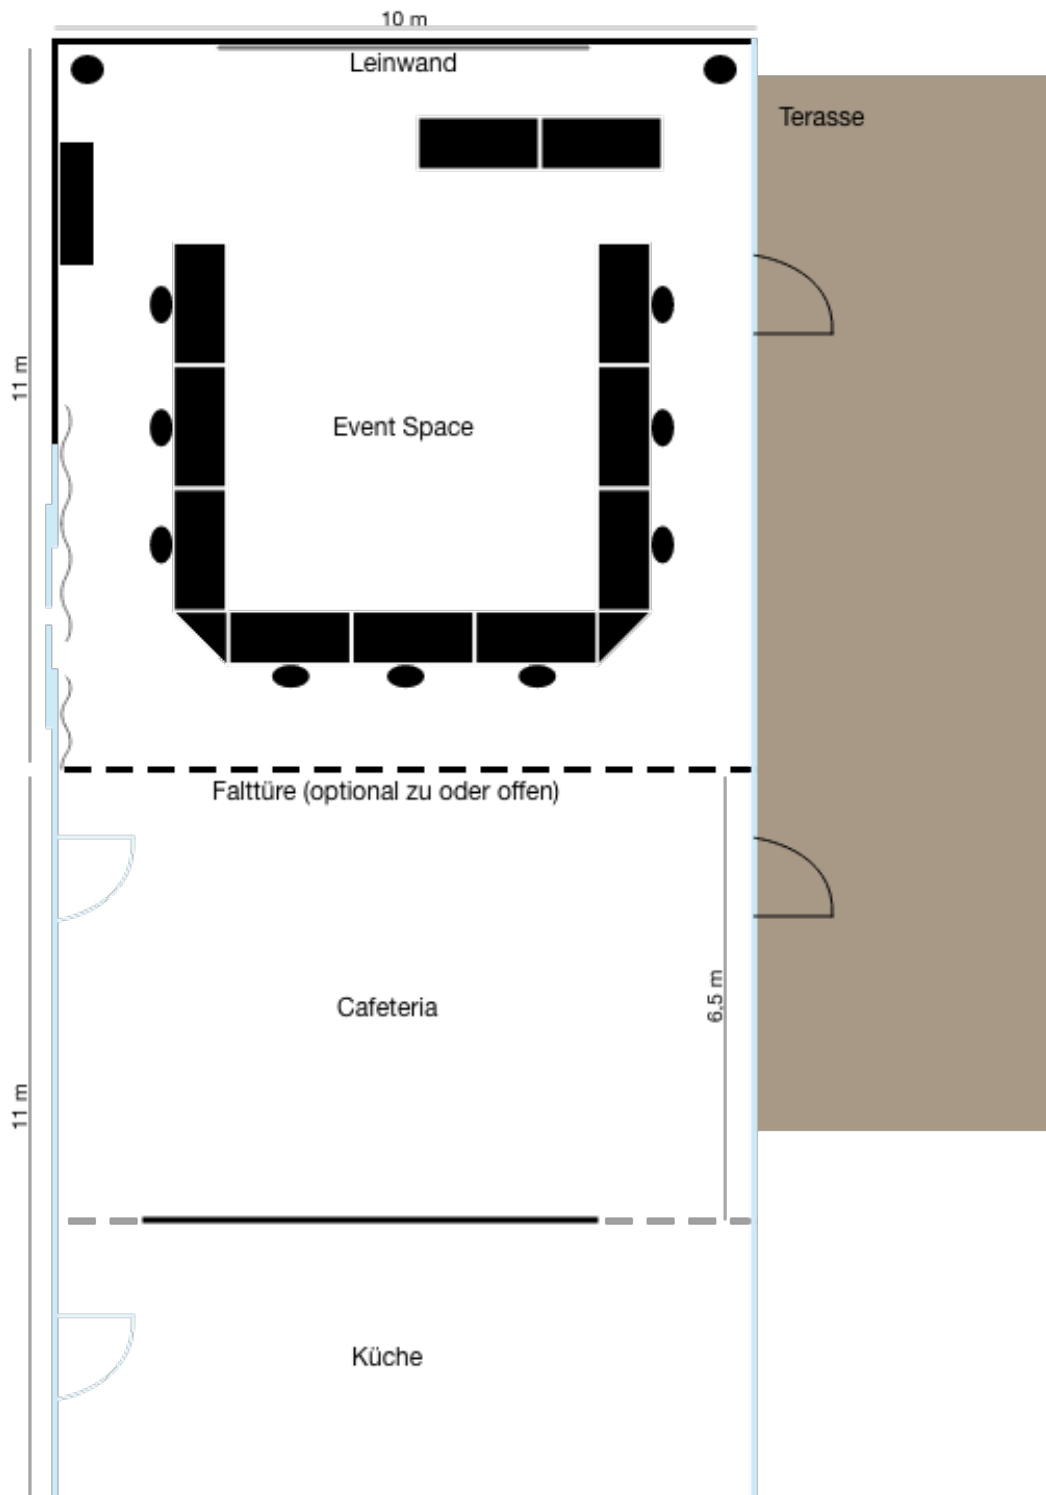 10 m
Leinwand
Terasse
11 m
Event Space
Falttüre (optional zu oder offen)
Cafeteria
6.5 m
11 m
Küche